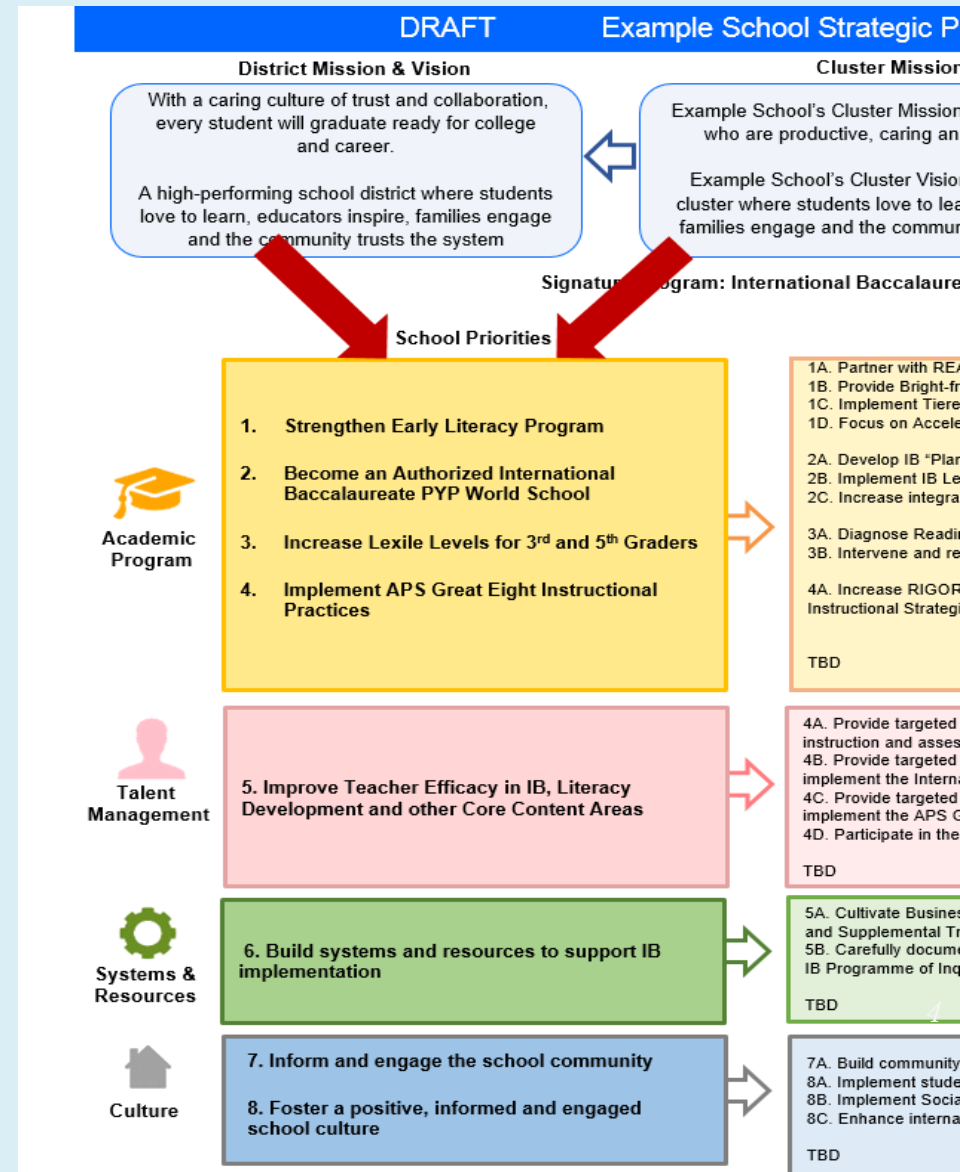 DRAFT Example School Strategic P
District Mission & Vision
With a caring culture of trust and collaboration,
every student will graduate ready for college
and career.
A high-performing school district where students
love to learn, educators inspire, families engage
and the community trusts the system
Cluster Mission
Example School's Cluster Mission
who are productive, caring an
Example School's Cluster Visio
cluster where students love to lea
families engage and the commun
Signature Program: International Baccalaure
School Priorities
Academic
Program
1. Strengthen Early Literacy Program
2. Become an Authorized International
Baccalaureate PYP World School
3. Increase Lexile Levels for 3rd and 5th Graders
4. Implement APS Great Eight Instructional
Practices
1A. Partner with REA
1B. Provide Bright-fr
1C. Implement Tiere
1D. Focus on Accele
2A. Develop IB "Plan
2B. Implement IB Le
2C. Increase integra
3A. Diagnose Readin
3B. Intervene and re
4A. Increase RIGOR
Instructional Strategi
TBD
Talent
Management
5. Improve Teacher Efficacy in IB, Literacy
Development and other Core Content Areas
4A. Provide targeted
instruction and asses
4B. Provide targeted
implement the Interna
4C. Provide targeted
implement the APS G
4D. Participate in the
TBD
Systems &
Resources
6. Build systems and resources to support IB
implementation
5A. Cultivate Busines
and Supplemental Tr
5B. Carefully docume
IB Programme of Inq
TBD
4
Culture
7. Inform and engage the school community
8. Foster a positive, informed and engaged
school culture
7A. Build community
8A. Implement stude
8B. Implement Socia
8C. Enhance interna
TBD